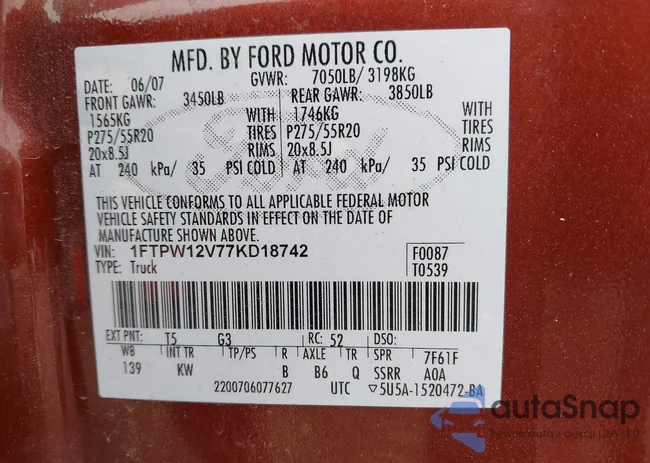 MFD. BY FORD MOTOR CO.
DATE: 06/07 GVWR: 7050LB/ 3198KG
FRONT GAWR: 3450LB REAR GAWR: 3850LB
1565KG WITH 1746KG WITH
P275/55R20 TIRES P275/55R20 TIRES
20x8.5J RIMS 20x8.5J RIMS
AT 240 kPa/ 35 PSI COLD AT 240 kPa/ 35 PSI COLD
Ford
THIS VEHICLE CONFORMS TO ALL APPLICABLE FEDERAL MOTOR
VEHICLE SAFETY STANDARDS IN EFFECT ON THE DATE OF
MANUFACTURE SHOWN ABOVE.
VIN: 1FTPW12V77KD18742 F0087
TYPE: Truck T0539
EXT PNT: T5 G3 RC: 52 DSO:
WB INT TR TP/PS R AXLE TR SPR 7F61F
139 KW B B6 Q SSRR A0A
2200706077627 UTC ▽5U5A-1520472-BA
autoSnap